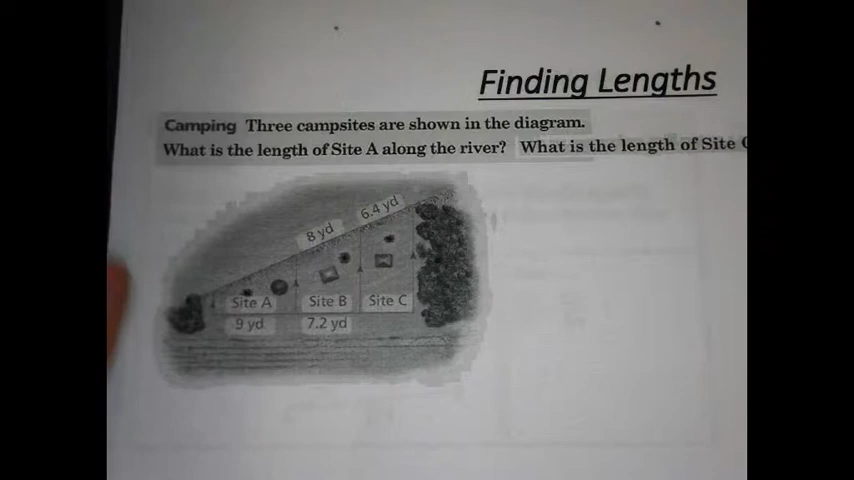 Finding Lengths
Camping Three campsites are shown in the diagram.
What is the length of Site A along the river? What is the length of Site
8 yd
6.4 yd
Site A
Site B
Site C
9 yd
7.2 yd